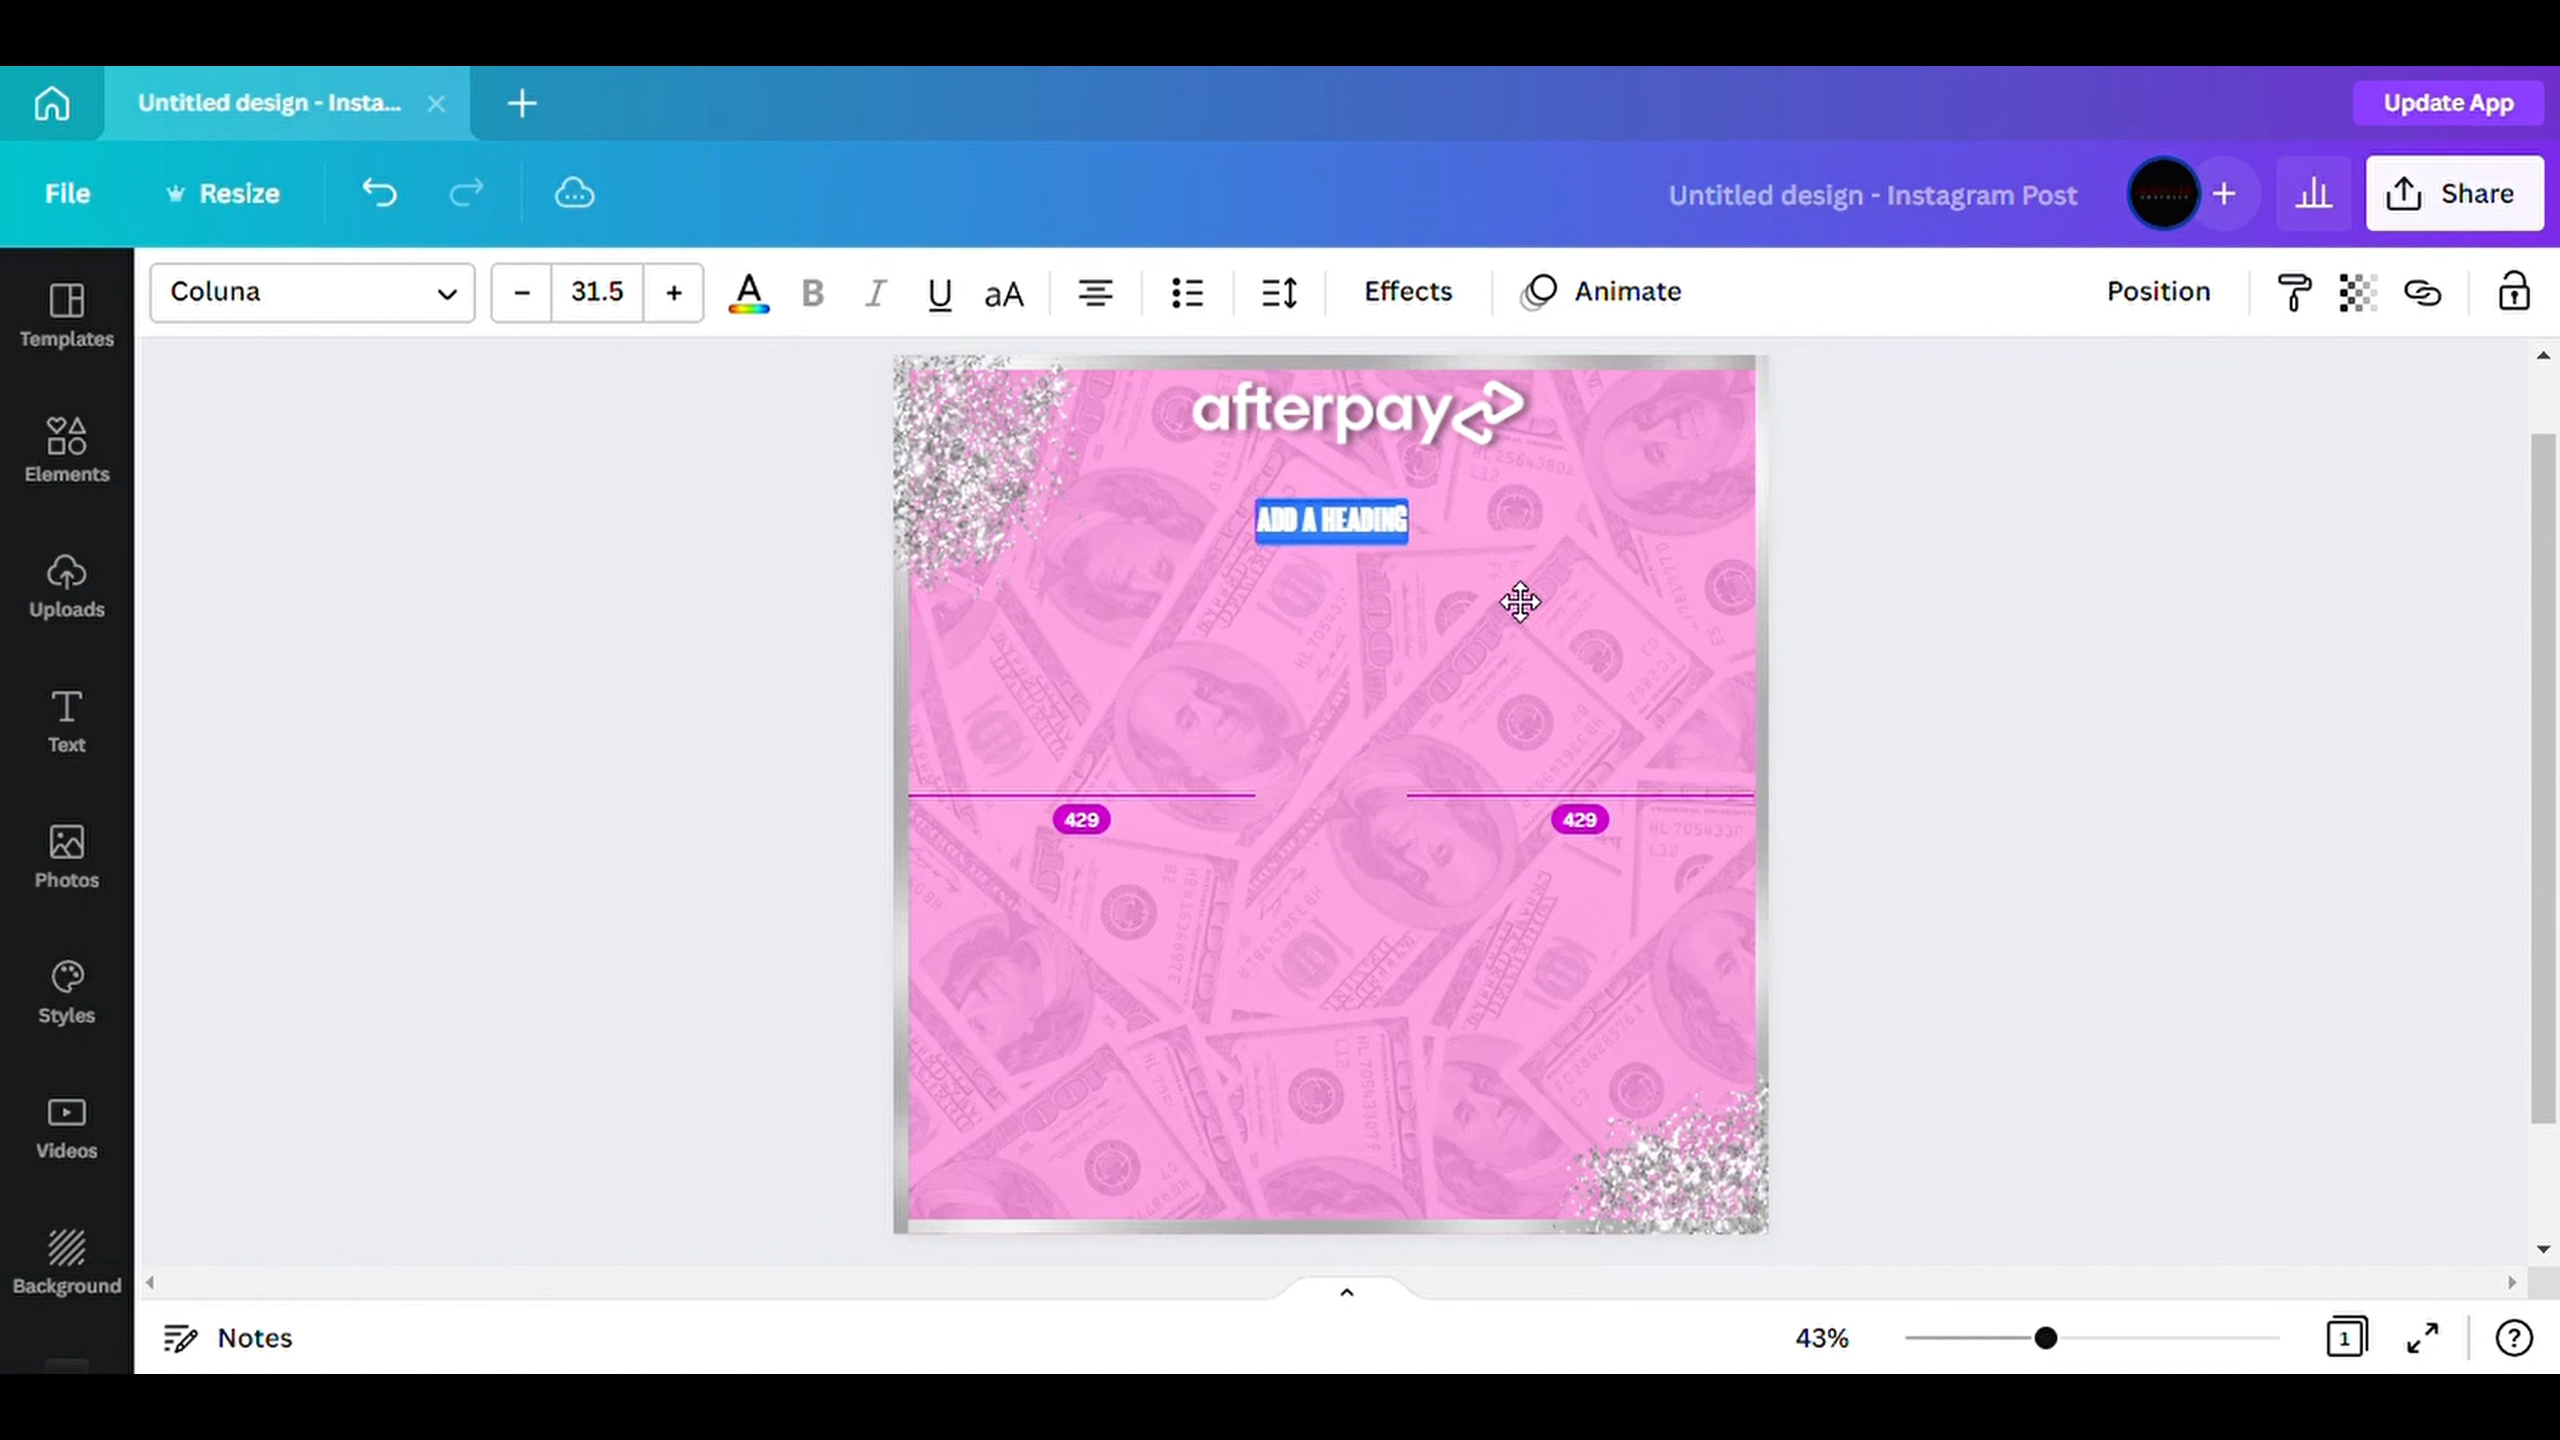 Untitled design - Insta...
Update App
File
Resize
Untitled design - Instagram Post
Share
Coluna
31.5
A
B
I
U
aA
Effects
Animate
Position
Templates
Elements
Uploads
Text
Photos
Styles
Videos
Background
afterpay
ADD A HEADING
429
429
Notes
43%
1
?